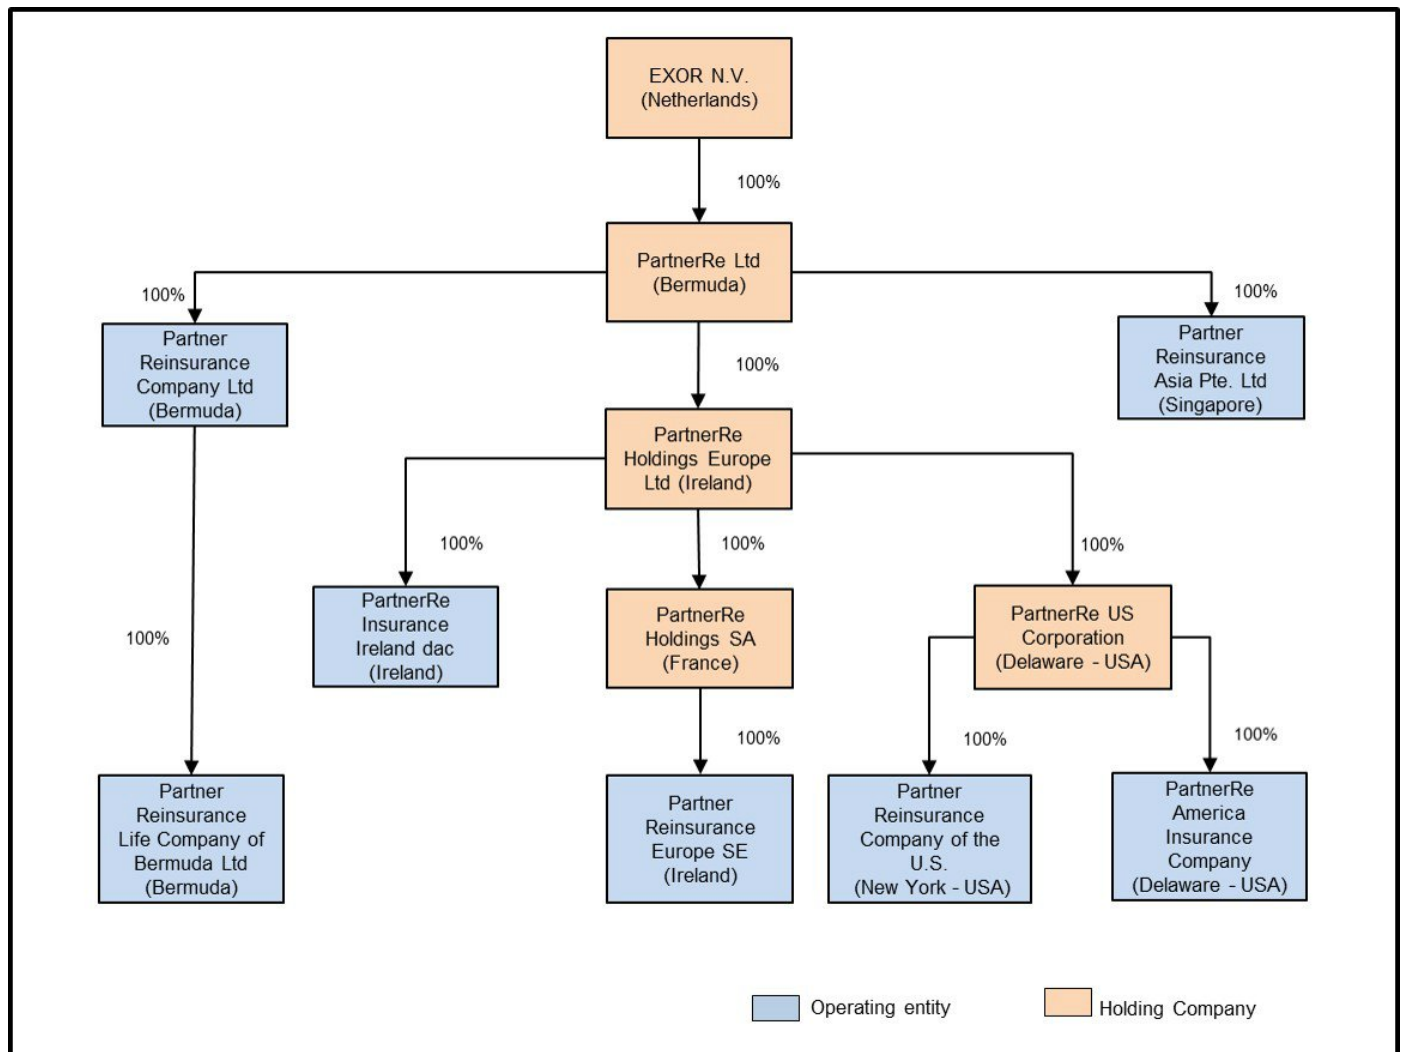 EXOR N.V.
(Netherlands)
100%
PartnerRe Ltd
(Bermuda)
100%
100%
100%
Partner
Reinsurance
Company Ltd
(Bermuda)
Partner
Reinsurance
Asia Pte. Ltd
(Singapore)
PartnerRe
Holdings Europe
Ltd (Ireland)
100%
100%
100%
100%
PartnerRe
Insurance
Ireland dac
(Ireland)
PartnerRe
Holdings SA
(France)
PartnerRe US
Corporation
(Delaware - USA)
100%
100%
100%
Partner
Reinsurance
Life Company of
Bermuda Ltd
(Bermuda)
Partner
Reinsurance
Europe SE
(Ireland)
Partner
Reinsurance
Company of the
U.S.
(New York - USA)
PartnerRe
America
Insurance
Company
(Delaware - USA)
Operating entity
Holding Company